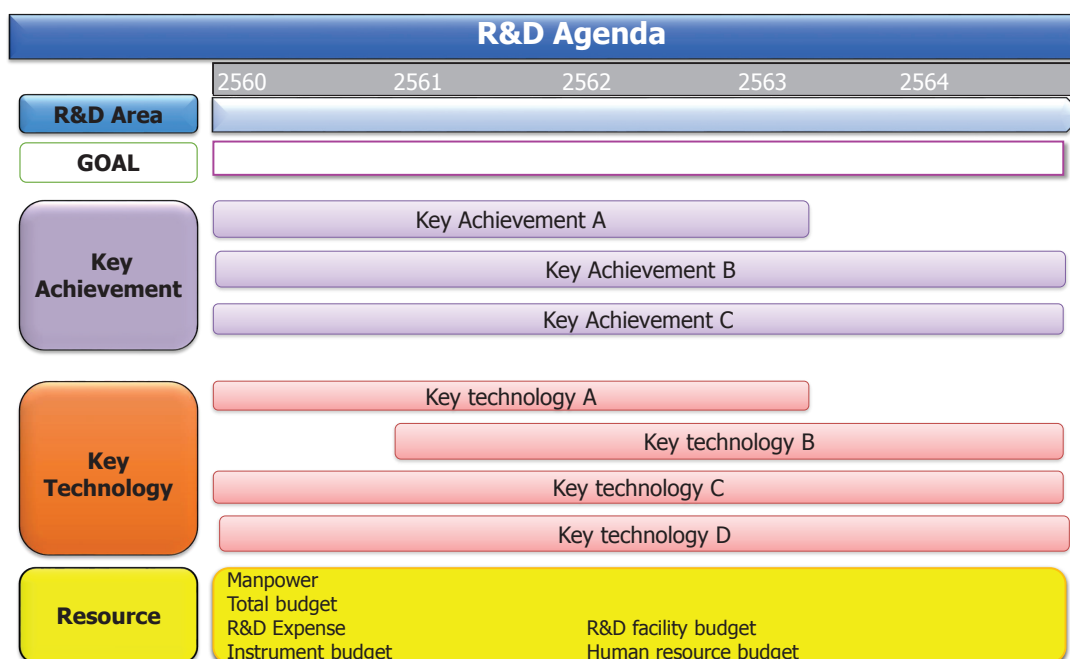 R&D Agenda
2560 2561 2562 2563 2564
R&D Area
GOAL
Key
Achievement
Key Achievement A
Key Achievement B
Key Achievement C
Key
Technology
Key technology A
Key technology B
Key technology C
Key technology D
Resource
Manpower
Total budget
R&D Expense R&D facility budget
Instrument budget Human resource budget